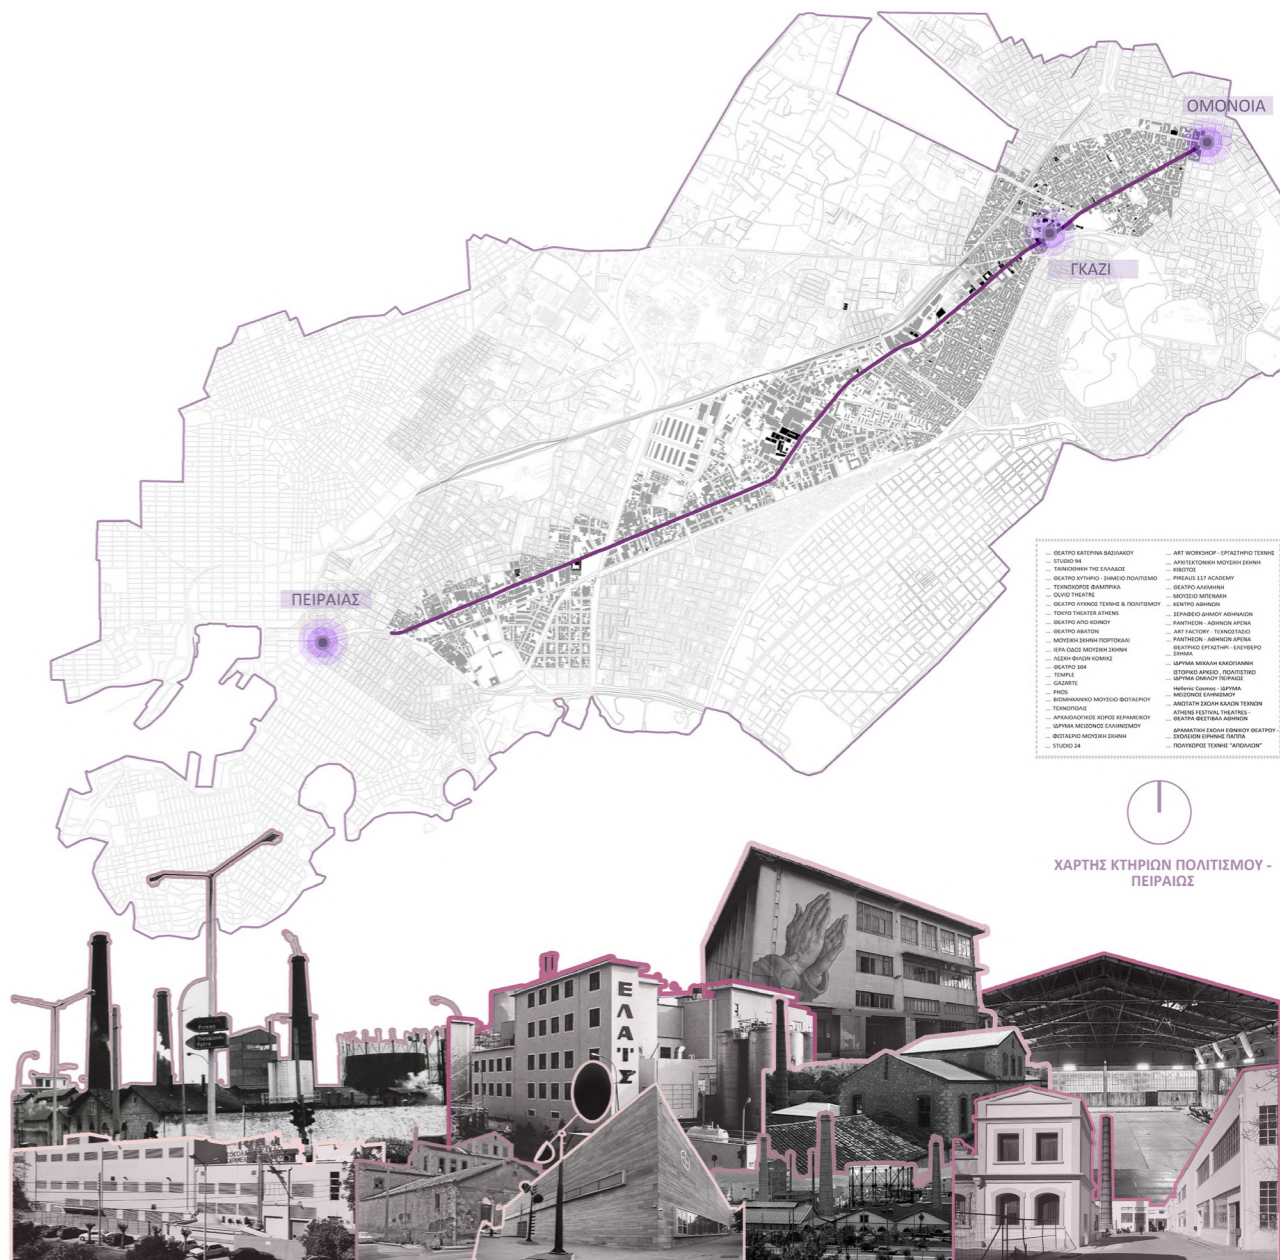 ΟΜΟΝΟΙΑ
ΓΚΑΖΙ
ΠΕΙΡΑΙΑΣ
ΘΕΑΤΡΟ ΚΑΤΕΡΙΝΑ ΒΑΣΙΛΑΚΟΥ
STUDIO 94
ΤΑΙΝΙΟΘΗΚΗ ΤΗΣ ΕΛΛΑΔΟΣ
ΘΕΑΤΡΟ ΚΥΤΗΡΙΟ - ΣΗΜΕΙΟ ΠΟΛΙΤΙΣΜΟ
ΤΕΧΝΟΧΩΡΟΣ ΦΑΜΠΡΙΚΑ
OLVIO THEATRE
ΘΕΑΤΡΟ ΛΥΧΝΟΣ ΤΕΧΝΗΣ & ΠΟΛΙΤΙΣΜΟΥ
TOKYO THEATER ATHENS
ΘΕΑΤΡΟ ΑΠΟ ΚΟΙΝΟΥ
ΘΕΑΤΡΟ ΑΒΑΤΟΝ
ΜΟΥΣΙΚΗ ΣΚΗΝΗ ΠΟΡΤΟΚΑΛΙ
ΙΕΡΑ ΟΔΟΣ ΜΟΥΣΙΚΗ ΣΚΗΝΗ
ΛΕΣΧΗ ΦΙΛΩΝ ΚΟΜΙΚΣ
ΘΕΑΤΡΟ 104
TEMPLE
GAZARTE
PHOS
ΒΙΟΜΗΧΑΝΙΚΟ ΜΟΥΣΕΙΟ ΦΩΤΑΕΡΙΟΥ
ΤΕΧΝΟΠΟΛΙΣ
ΑΡΧΑΙΟΛΟΓΙΚΟΣ ΧΩΡΟΣ ΚΕΡΑΜΕΙΚΟΥ
ΙΔΡΥΜΑ ΜΕΙΖΟΝΟΣ ΕΛΛΗΝΙΣΜΟΥ
ΦΩΤΑΕΡΙΟ ΜΟΥΣΙΚΗ ΣΚΗΝΗ
STUDIO 24
ART WORKSHOP - ΕΡΓΑΣΤΗΡΙΟ ΤΕΧΝΗΣ
ΑΡΧΙΤΕΚΤΟΝΙΚΗ ΜΟΥΣΙΚΗ ΣΚΗΝΗ
ΚΙΒΩΤΟΣ
PIREAUS 117 ACADEMY
ΘΕΑΤΡΟ ΑΛΚΜΗΝΗ
ΜΟΥΣΕΙΟ ΜΠΕΝΑΚΗ
ΚΕΝΤΡΟ ΑΘΗΝΩΝ
ΣΕΡΑΦΕΙΟ ΔΗΜΟΥ ΑΘΗΝΑΙΩΝ
PANTHEON - ΑΘΗΝΩΝ ΑΡΕΝΑ
ART FACTORY - ΤΕΧΝΟΣΤΑΣΙΟ
PANTHEON - ΑΘΗΝΩΝ ΑΡΕΝΑ
ΘΕΑΤΡΙΚΟ ΕΡΓΑΣΤΗΡΙ - ΕΛΕΥΘΕΡΟ
ΣΧΗΜΑ
ΙΔΡΥΜΑ ΜΙΧΑΛΗ ΚΑΚΟΓΙΑΝΝΗ
ΙΣΤΟΡΙΚΟ ΑΡΧΕΙΟ, ΠΟΛΙΤΙΣΤΙΚΟ
ΙΔΡΥΜΑ ΟΜΙΛΟΥ ΠΕΙΡΑΙΩΣ
Hellenic Cosmos - ΙΔΡΥΜΑ
ΜΕΙΖΟΝΟΣ ΕΛΗΝΙΣΜΟΥ
ΑΝΩΤΑΤΗ ΣΧΟΛΗ ΚΑΛΩΝ ΤΕΧΝΩΝ
ATHENS FESTIVAL THEATRES -
ΘΕΑΤΡΑ ΦΕΣΤΙΒΑΛ ΑΘΗΝΩΝ
ΔΡΑΜΑΤΙΚΗ ΣΧΟΛΗ ΕΘΝΙΚΟΥ ΘΕΑΤΡΟΥ -
ΣΧΟΛΕΙΟΝ ΕΙΡΗΝΗΣ ΠΑΠΠΑ
ΠΟΛΥΧΩΡΟΣ ΤΕΧΝΗΣ "ΑΠΟΛΛΩΝ"
ΧΑΡΤΗΣ ΚΤΗΡΙΩΝ ΠΟΛΙΤΙΣΜΟΥ -
ΠΕΙΡΑΙΩΣ
ΕΛΑΪΣ